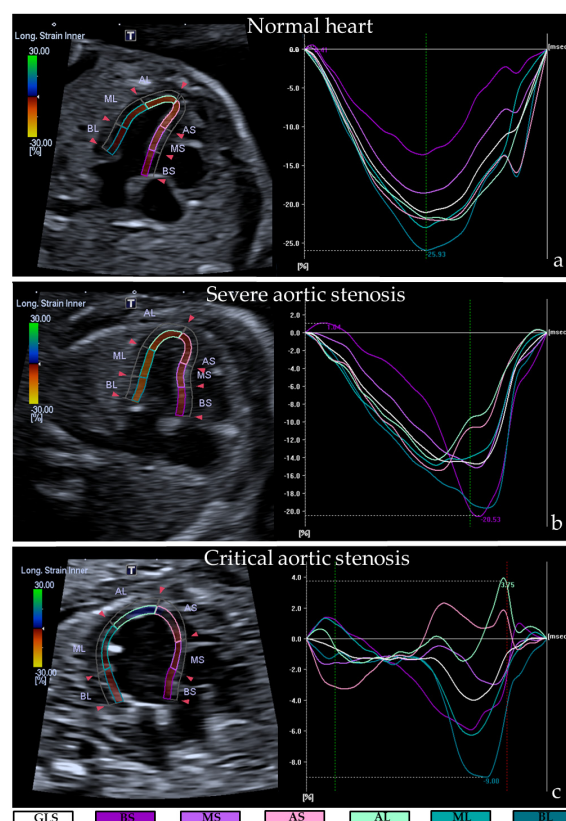 Normal heart
Long. Strain Inner
30.00
-30.00
[%]
T
AL
ML
BL
AS
MS
BS
0.0
-5.0
-10.0
-15.0
-20.0
-25.0
[%]
[msec]
-25.93
a
Severe aortic stenosis
Long. Strain Inner
30.00
-30.00
[%]
T
AL
ML
BL
AS
MS
BS
2.0
0.0
-2.0
-4.0
-6.0
-8.0
-10.0
-12.0
-14.0
-16.0
-18.0
-20.0
[%]
[msec]
1.04
-20.53
b
Critical aortic stenosis
Long. Strain Inner
30.00
-30.00
[%]
T
AL
AS
ML
MS
BL
BS
4.0
2.0
0.0
-2.0
-4.0
-6.0
-8.0
[%]
[msec]
3.75
-9.00
c
GLS BS MS AS AL ML BL